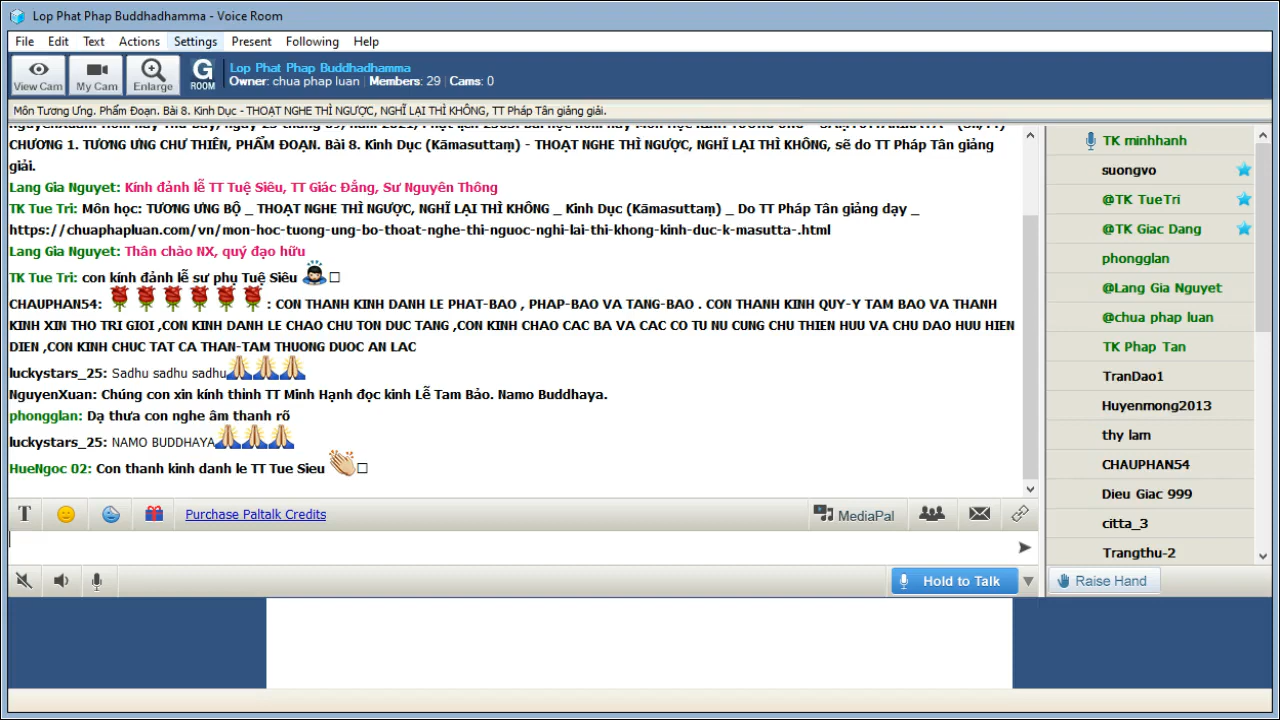 Lop Phat Phap Buddhadhamma - Voice Room
File Edit Text Actions Settings Present Following Help
View Cam My Cam Enlarge G ROOM
Lop Phat Phap Buddhadhamma
Owner: chua phap luan Members: 29 Cams: 0
Môn Tương Ưng. Phẩm Đoạn. Bài 8. Kinh Dục - THOẠT NGHE THÌ NGƯỢC, NGHĨ LẠI THÌ KHÔNG, TT Pháp Tân giảng giải.
CHƯƠNG 1. TƯƠNG ƯNG CHƯ THIÊN, PHẨM ĐOẠN. Bài 8. Kinh Dục (Kāmasuttaṃ) - THOẠT NGHE THÌ NGƯỢC, NGHĨ LẠI THÌ KHÔNG, sẽ do TT Pháp Tân giảng
giải.
Lang Gia Nguyet: Kính đảnh lễ TT Tuệ Siêu, TT Giác Đẳng, Sư Nguyên Thông
TK Tue Tri: Môn học: TƯƠNG ƯNG BỘ _ THOẠT NGHE THÌ NGƯỢC, NGHĨ LẠI THÌ KHÔNG _ Kinh Dục (Kāmasuttaṃ) _ Do TT Pháp Tân giảng dạy _
https://chuaphapluan.com/vn/mon-hoc-tuong-ung-bo-thoat-nghe-thi-nguoc-nghi-lai-thi-khong-kinh-duc-k-masutta-.html
Lang Gia Nguyet: Thân chào NX, quý đạo hữu
TK Tue Tri: con kính đảnh lễ sư phụ Tuệ Siêu
CHAUPHAN54: : CON THANH KINH DANH LE PHAT-BAO , PHAP-BAO VA TANG-BAO . CON THANH KINH QUY-Y TAM BAO VA THANH
KINH XIN THO TRI GIOI ,CON KINH DANH LE CHAO CHU TON DUC TANG ,CON KINH CHAO CAC BA VA CAC CO TU NU CUNG CHU THIEN HUU VA CHU DAO HUU HIEN
DIEN ,CON KINH CHUC TAT CA THAN-TAM THUONG DUOC AN LAC
luckystars_25: Sadhu sadhu sadhu
NguyenXuan: Chúng con xin kính thỉnh TT Minh Hạnh đọc kinh Lễ Tam Bảo. Namo Buddhaya.
phongglan: Dạ thưa con nghe âm thanh rõ
luckystars_25: NAMO BUDDHAYA
HueNgoc 02: Con thanh kinh danh le TT Tue Sieu
T Purchase Paltalk Credits MediaPal
Hold to Talk
TK minhhanh
suongvo
@TK TueTri
@TK Giac Dang
phongglan
@Lang Gia Nguyet
@chua phap luan
TK Phap Tan
TranDao1
Huyenmong2013
thy lam
CHAUPHAN54
Dieu Giac 999
citta_3
Trangthu-2
Raise Hand